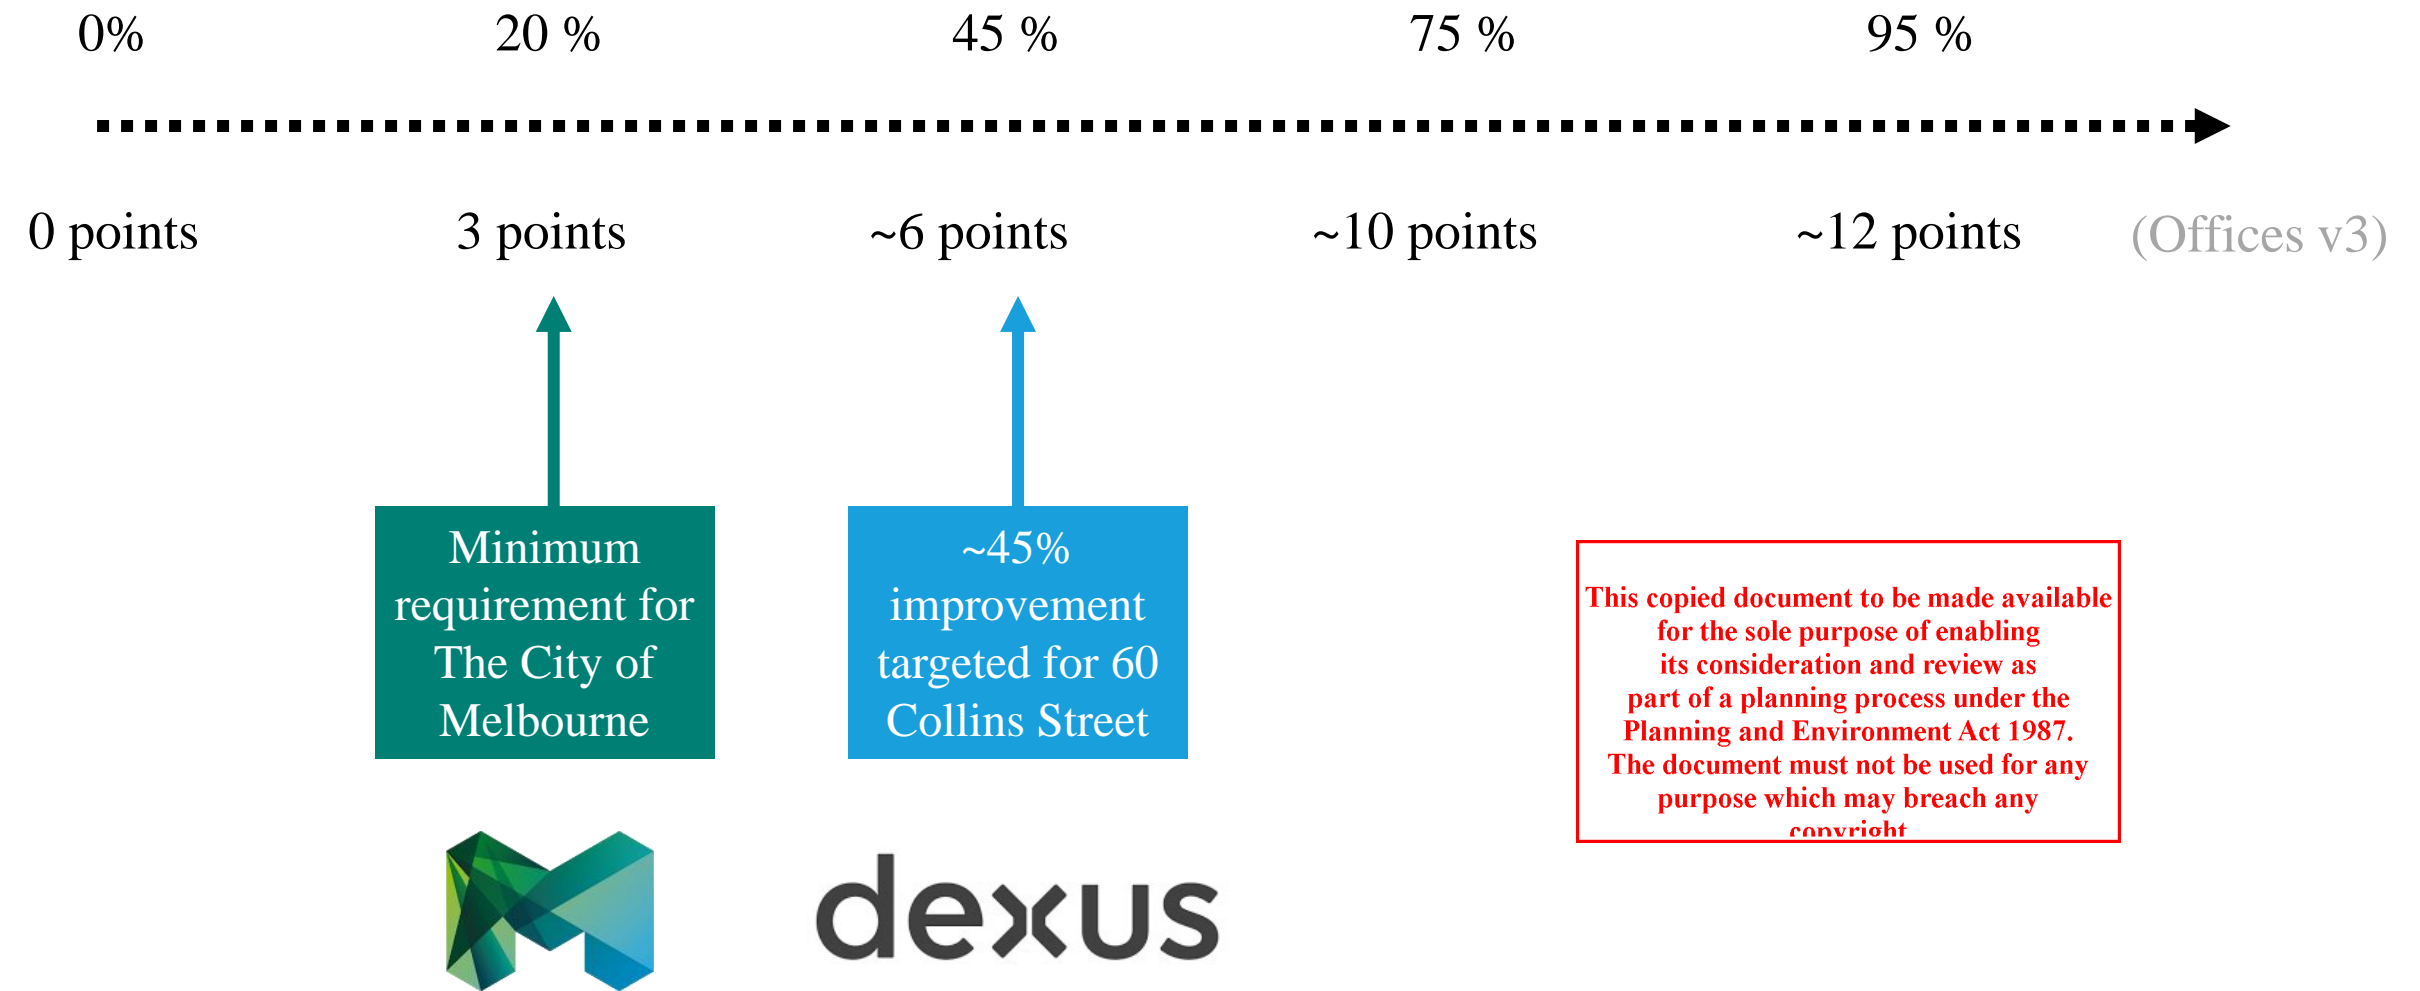 0% 20 % 45 % 75 % 95 %
0 points 3 points ~6 points ~10 points ~12 points (Offices v3)
Minimum
requirement for
The City of
Melbourne
~45%
improvement
targeted for 60
Collins Street
This copied document to be made available
for the sole purpose of enabling
its consideration and review as
part of a planning process under the
Planning and Environment Act 1987.
The document must not be used for any
purpose which may breach any
copyright
dexus